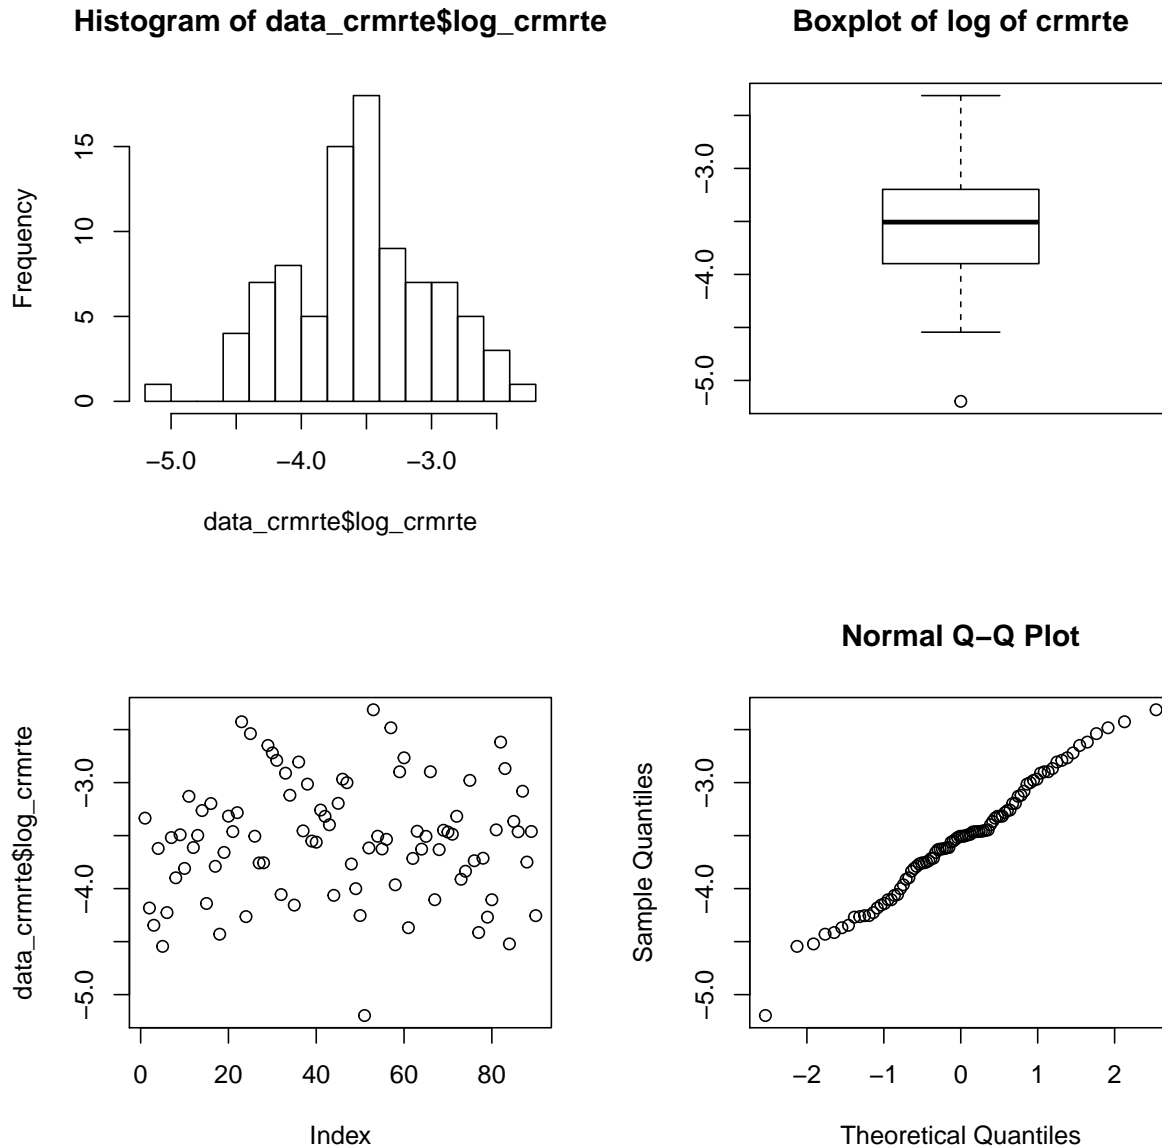 Histogram of data_crmrte$log_crmrte
Frequency
0
5
10
15
−5.0
−4.0
−3.0
data_crmrte$log_crmrte
Boxplot of log of crmrte
−5.0
−4.0
−3.0
data_crmrte$log_crmrte
−5.0
−4.0
−3.0
0 20 40 60 80
Index
Normal Q−Q Plot
Sample Quantiles
−5.0
−4.0
−3.0
−2 −1 0 1 2
Theoretical Quantiles